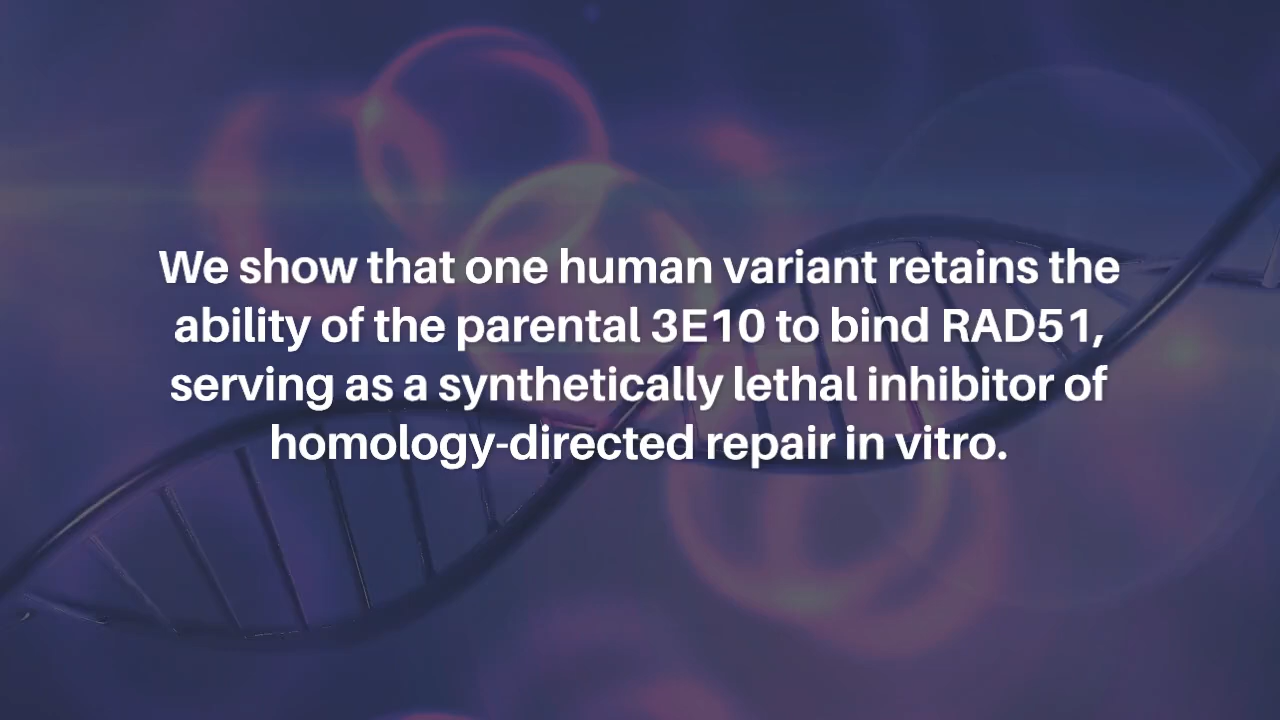 We show that one human variant retains the
ability of the parental 3E10 to bind RAD51,
serving as a synthetically lethal inhibitor of
homology-directed repair in vitro.